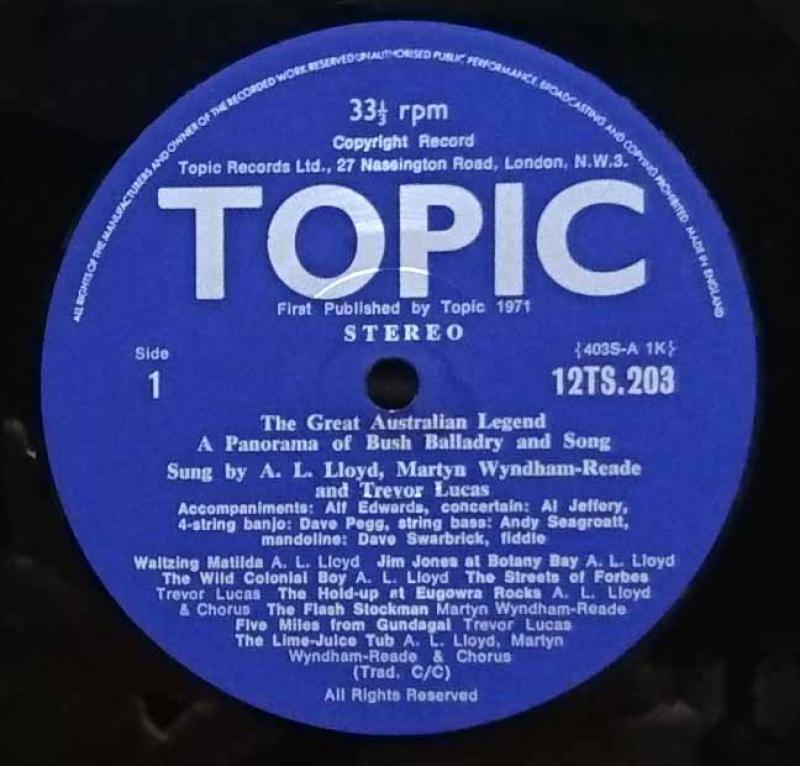 ALL RIGHTS OF THE MANUFACTURERS AND OWNER OF THE RECORDED WORK RESERVED UNAUTHORISED PUBLIC PERFORMANCE, BROADCASTING AND COPYING PROHIBITED. MADE IN ENGLAND
33⅓ rpm
Copyright Record
Topic Records Ltd., 27 Nassington Road, London, N.W.3.
TOPIC
First Published by Topic 1971
STEREO
Side
1
{403S-A 1K}
12TS.203
The Great Australian Legend
A Panorama of Bush Balladry and Song
Sung by A. L. Lloyd, Martyn Wyndham-Reade
and Trevor Lucas
Accompaniments: Alf Edwards, concertain: Al Jeffery,
4-string banjo: Dave Pegg, string bass: Andy Seagroatt,
mandoline: Dave Swarbrick, fiddle
Waltzing Matilda A. L. Lloyd Jim Jones at Botany Bay A. L. Lloyd
The Wild Colonial Boy A. L. Lloyd The Streets of Forbes
Trevor Lucas The Hold-up at Eugowra Rocks A. L. Lloyd
& Chorus The Flash Stockman Martyn Wyndham-Reade
Five Miles from Gundagal Trevor Lucas
The Lime-Juice Tub A. L. Lloyd, Martyn
Wyndham-Reade & Chorus
(Trad. C/C)
All Rights Reserved